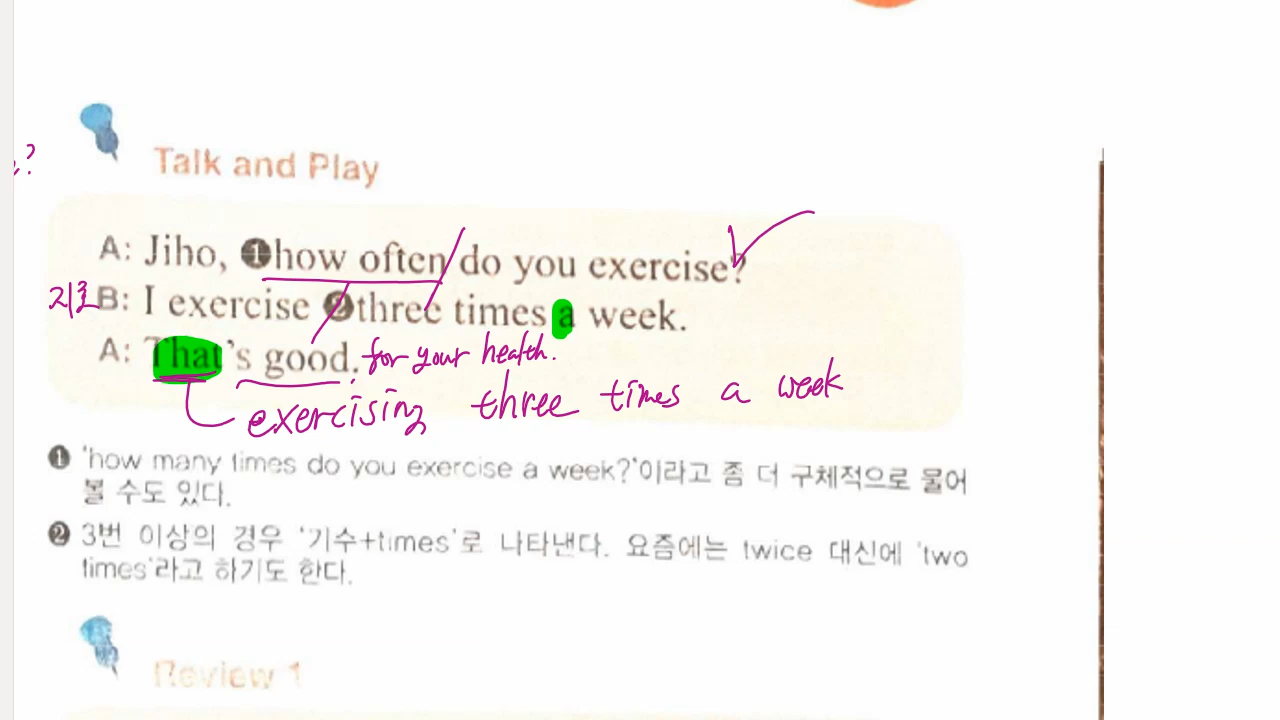 Talk and Play
A: Jiho, ❶how often do you exercise?
지호 B: I exercise ❷three times a week.
A: That's good. for your health.
exercising three times a week
❶ 'how many times do you exercise a week?'이라고 좀 더 구체적으로 물어
볼 수도 있다.
❷ 3번 이상의 경우 '기수+times'로 나타낸다. 요즘에는 twice 대신에 'two
times'라고 하기도 한다.
Review 1